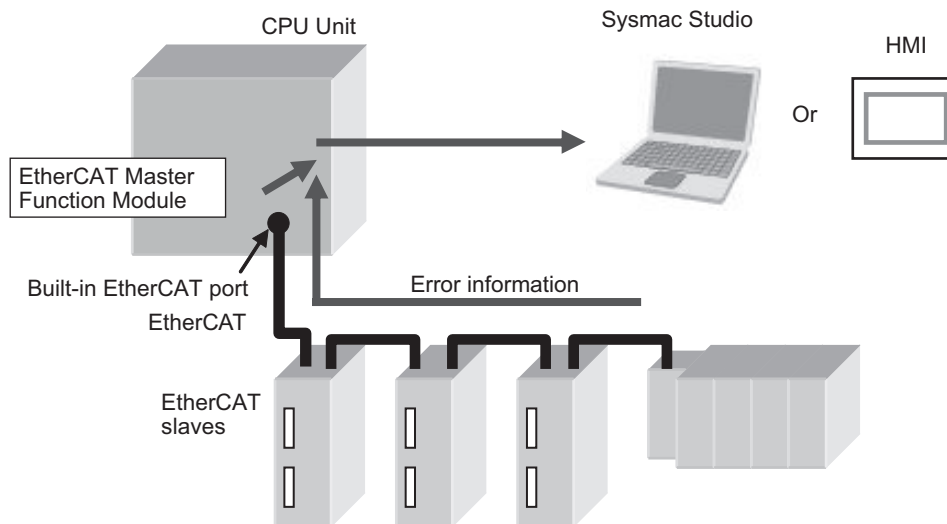 CPU Unit
Sysmac Studio
HMI
Or
EtherCAT Master
Function Module
Built-in EtherCAT port
Error information
EtherCAT
EtherCAT
slaves